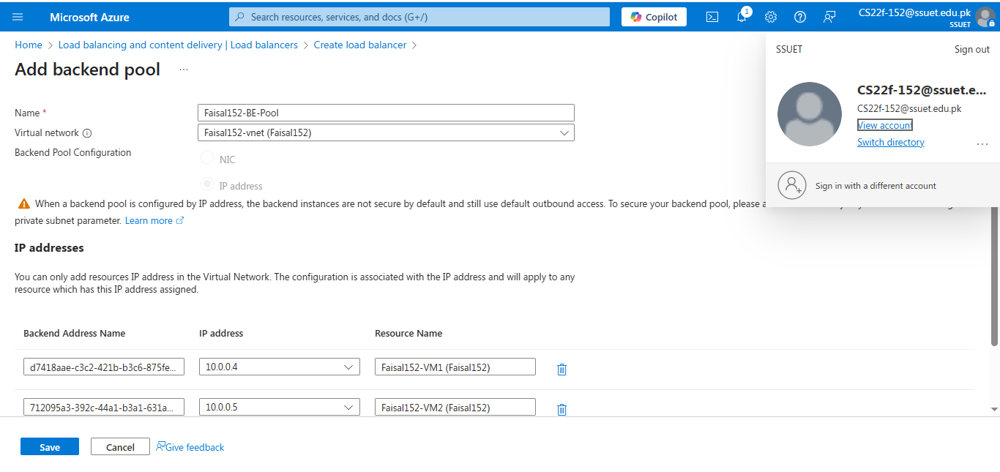 Microsoft Azure
Search resources, services, and docs (G+/)
Copilot
1
CS22f-152@ssuet.edu.pk
SSUET
Home > Load balancing and content delivery | Load balancers > Create load balancer >
Add backend pool ...
SSUET
Sign out
CS22f-152@ssuet.e...
CS22f-152@ssuet.edu.pk
View account
Switch directory
...
Sign in with a different account
Name *
Faisal152-BE-Pool
Virtual network
Faisal152-vnet (Faisal152)
Backend Pool Configuration
NIC
IP address
When a backend pool is configured by IP address, the backend instances are not secure by default and still use default outbound access. To secure your backend pool, please a
private subnet parameter. Learn more
IP addresses
You can only add resources IP address in the Virtual Network. The configuration is associated with the IP address and will apply to any
resource which has this IP address assigned.
Backend Address Name IP address Resource Name
d7418aae-c3c2-421b-b3c6-875fe... 10.0.0.4 Faisal152-VM1 (Faisal152)
712095a3-392c-44a1-b3a1-631a... 10.0.0.5 Faisal152-VM2 (Faisal152)
Save Cancel Give feedback